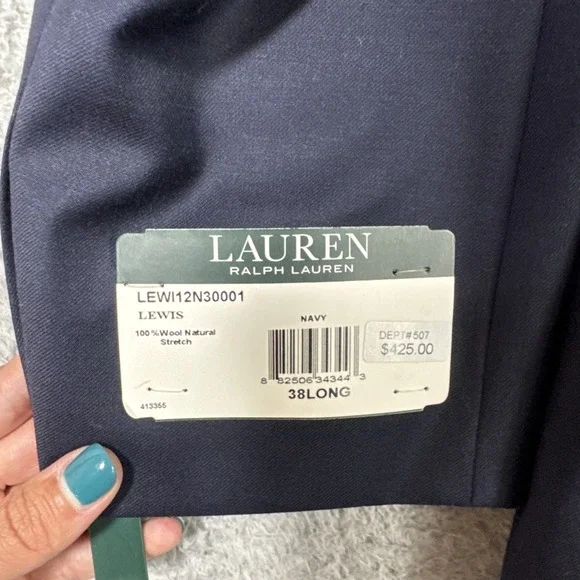 LAUREN
RALPH LAUREN
LEWI12N30001
LEWIS
100%Wool Natural
Stretch
413355
NAVY
8 82506 34344 3
38LONG
DEPT# 507
$425.00